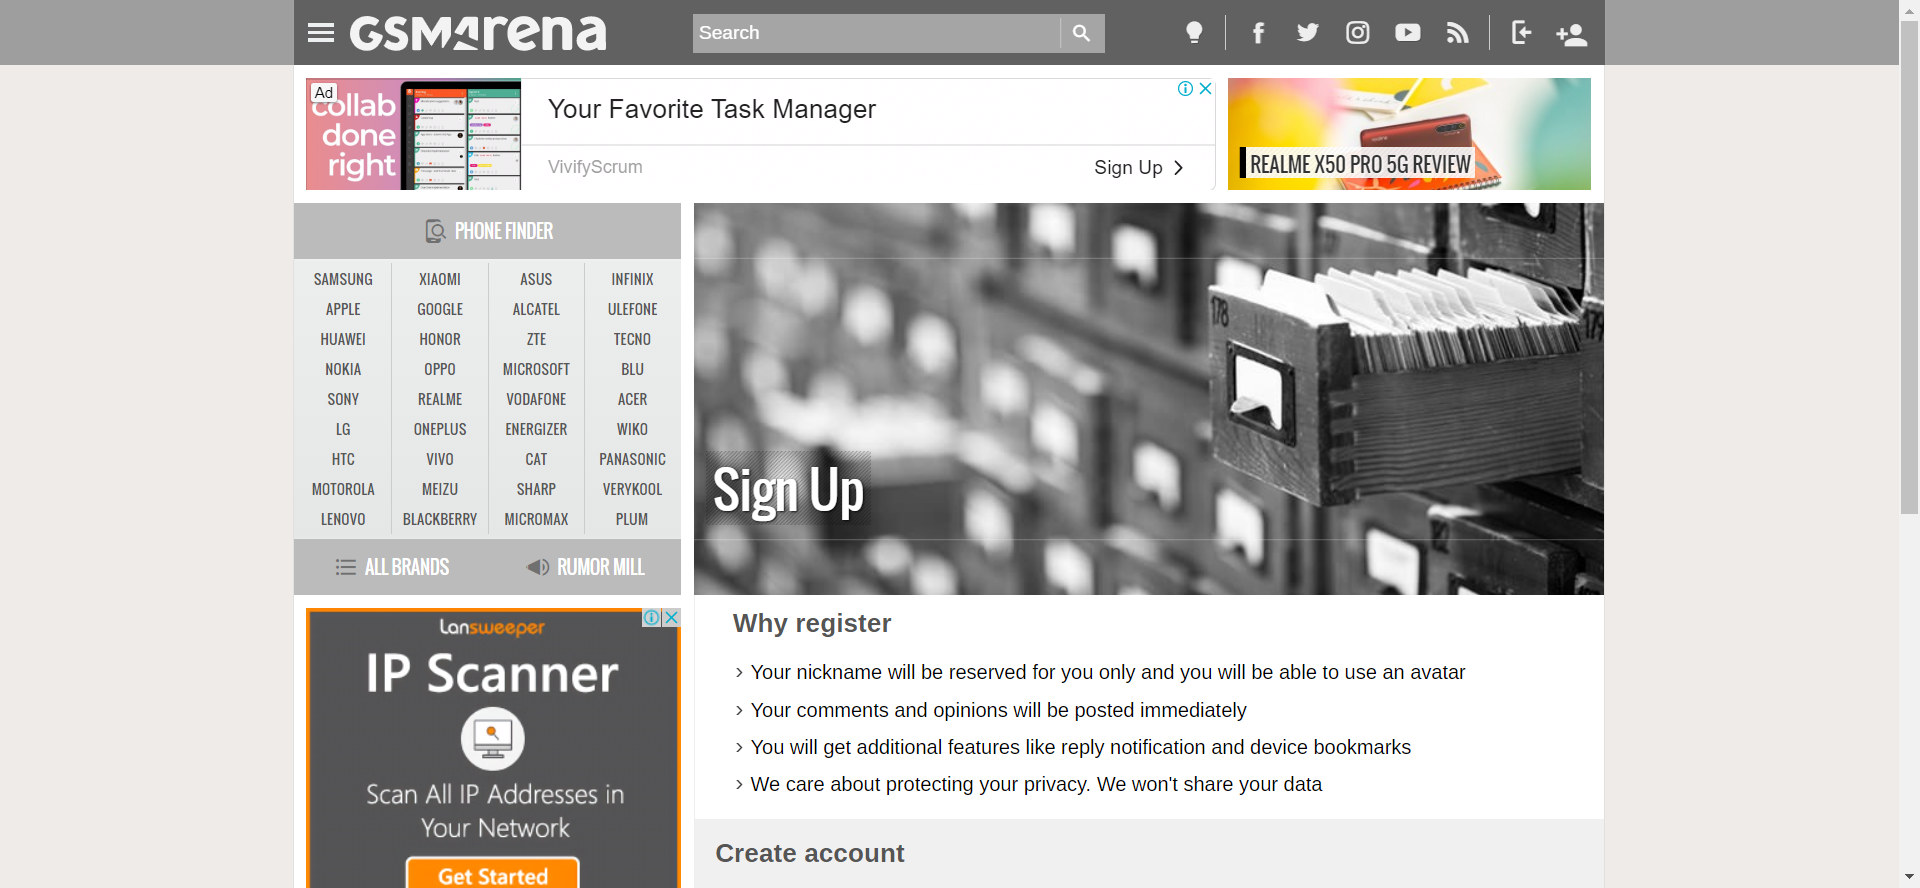 GSMArena
Search
Ad
collab
done
right
Your Favorite Task Manager
VivifyScrum
Sign Up
REALME X50 PRO 5G REVIEW
PHONE FINDER
SAMSUNG XIAOMI ASUS INFINIX
APPLE GOOGLE ALCATEL ULEFONE
HUAWEI HONOR ZTE TECNO
NOKIA OPPO MICROSOFT BLU
SONY REALME VODAFONE ACER
LG ONEPLUS ENERGIZER WIKO
HTC VIVO CAT PANASONIC
MOTOROLA MEIZU SHARP VERYKOOL
LENOVO BLACKBERRY MICROMAX PLUM
ALL BRANDS RUMOR MILL
178
Sign Up
Lansweeper
IP Scanner
Scan All IP Addresses in
Your Network
Get Started
Why register
Your nickname will be reserved for you only and you will be able to use an avatar
Your comments and opinions will be posted immediately
You will get additional features like reply notification and device bookmarks
We care about protecting your privacy. We won't share your data
Create account